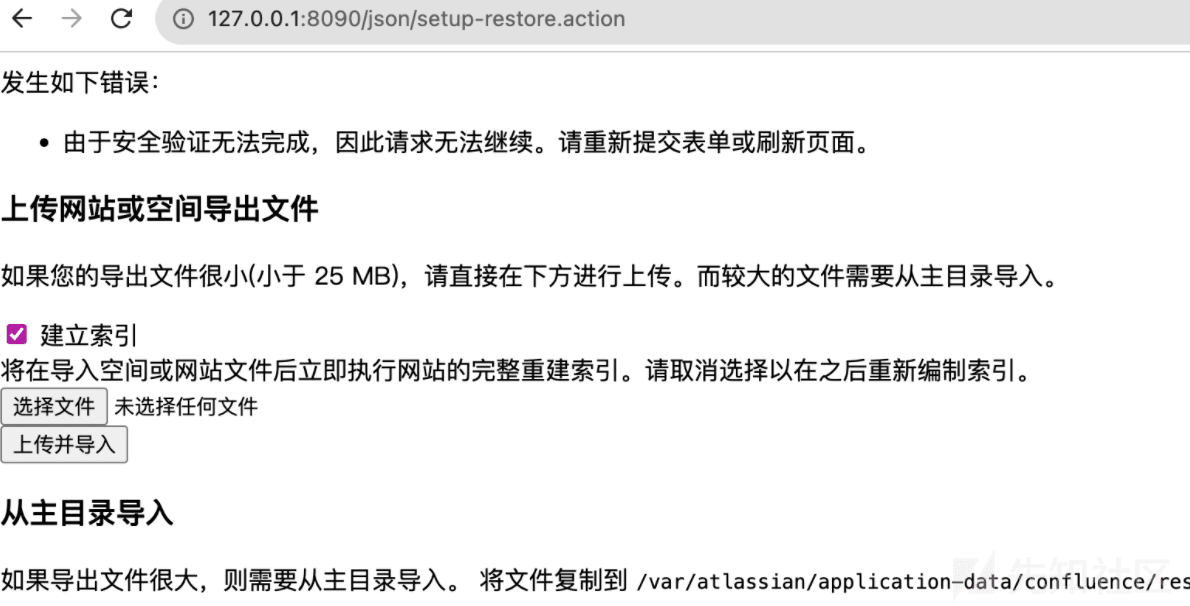 127.0.0.1:8090/json/setup-restore.action
发生如下错误：
• 由于安全验证无法完成，因此请求无法继续。请重新提交表单或刷新页面。
上传网站或空间导出文件
如果您的导出文件很小(小于 25 MB)，请直接在下方进行上传。而较大的文件需要从主目录导入。
建立索引
将在导入空间或网站文件后立即执行网站的完整重建索引。请取消选择以在之后重新编制索引。
选择文件 未选择任何文件
上传并导入
从主目录导入
如果导出文件很大，则需要从主目录导入。 将文件复制到 /var/atlassian/application-data/confluence/res
先知社区